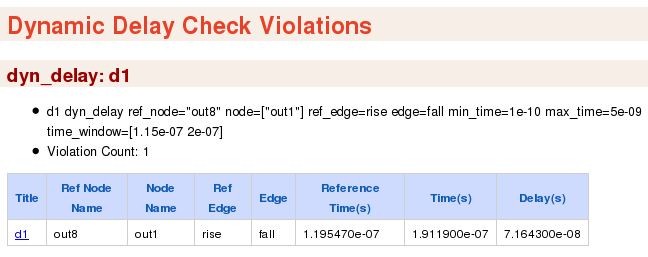 Dynamic Delay Check Violations
dyn_delay: d1
• d1 dyn_delay ref_node="out8" node=["out1"] ref_edge=rise edge=fall min_time=1e-10 max_time=5e-09
time_window=[1.15e-07 2e-07]
• Violation Count: 1
Title Ref Node Name Node Name Ref Edge Edge Reference Time(s) Time(s) Delay(s)
d1 out8 out1 rise fall 1.195470e-07 1.911900e-07 7.164300e-08